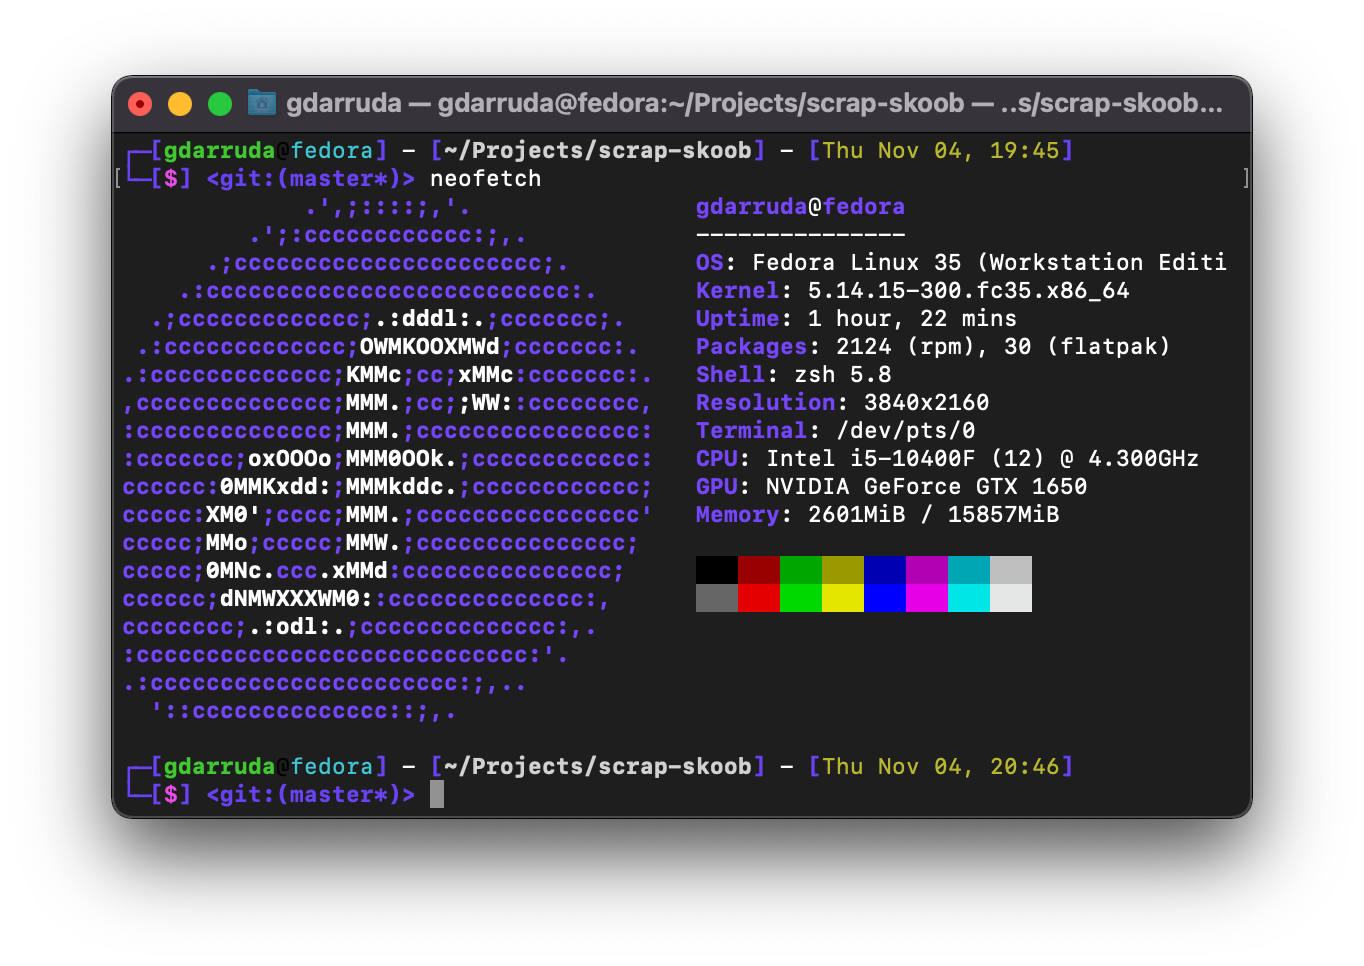 gdarruda — gdarruda@fedora:~/Projects/scrap-skoob — ..s/scrap-skoob...
┌─[gdarruda@fedora] - [~/Projects/scrap-skoob] - [Thu Nov 04, 19:45]
└─[$] <git:(master*)> neofetch
             .',;::::;,'.                gdarruda@fedora
         .';:cccccccccccc:;,.            ---------------
      .;cccccccccccccccccccccc;.         OS: Fedora Linux 35 (Workstation Editi
    .:cccccccccccccccccccccccccc:.       Kernel: 5.14.15-300.fc35.x86_64
  .;ccccccccccccc;.:dddl:.;ccccccc;.     Uptime: 1 hour, 22 mins
 .:ccccccccccccc;OWMKOOXMWd;ccccccc:.    Packages: 2124 (rpm), 30 (flatpak)
.:ccccccccccccc;KMMc;cc;xMMc:ccccccc:.   Shell: zsh 5.8
,cccccccccccccc;MMM.;cc;;WW::cccccccc,   Resolution: 3840x2160
:cccccccccccccc;MMM.;cccccccccccccccc:   Terminal: /dev/pts/0
:ccccccc;oxOOOo;MMM0OOk.;cccccccccccc:   CPU: Intel i5-10400F (12) @ 4.300GHz
cccccc:0MMKxdd:;MMMkddc.;cccccccccccc;   GPU: NVIDIA GeForce GTX 1650
ccccc:XM0';cccc;MMM.;cccccccccccccccc'   Memory: 2601MiB / 15857MiB
ccccc;MMo;ccccc;MMW.;ccccccccccccccc;
ccccc;0MNc.ccc.xMMd:ccccccccccccccc;
cccccc;dNMWXXXWM0::cccccccccccccc:,
cccccccc;.:odl:.;cccccccccccccc:,.
:cccccccccccccccccccccccccccc:'.
.:cccccccccccccccccccccc:;,..
  '::cccccccccccccc::;,.
┌─[gdarruda@fedora] - [~/Projects/scrap-skoob] - [Thu Nov 04, 20:46]
└─[$] <git:(master*)>